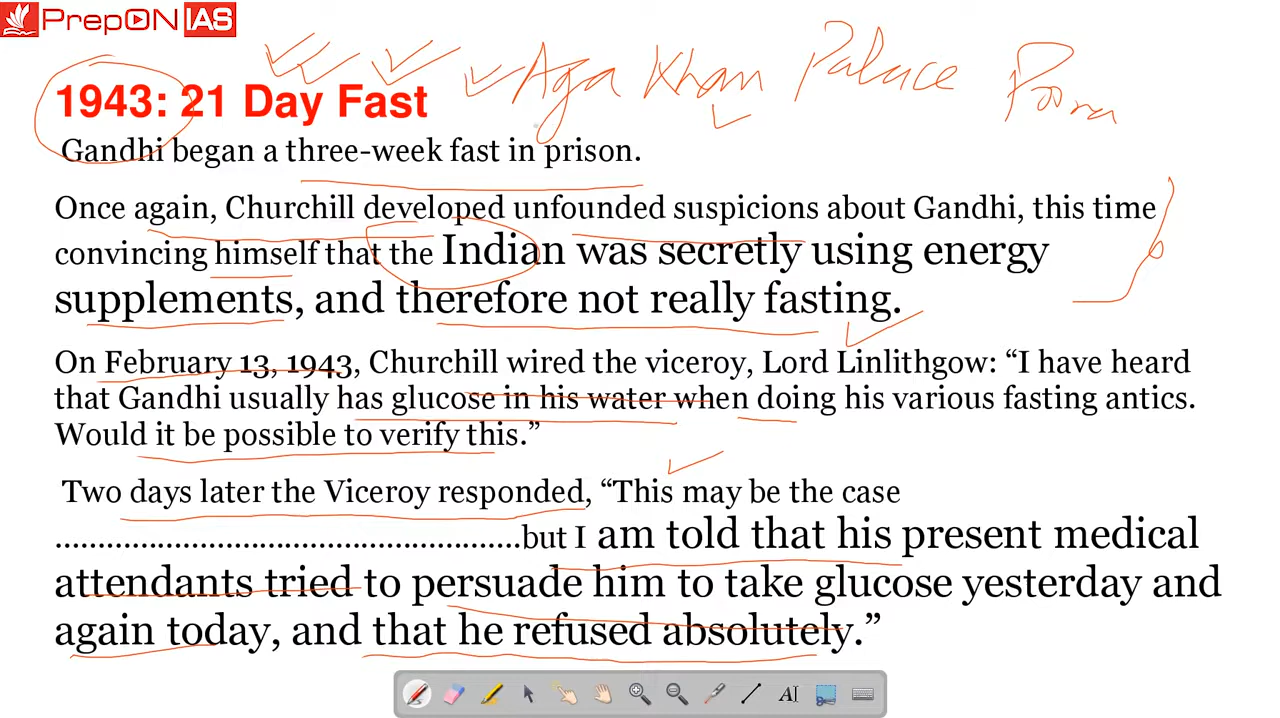 PrepON IAS
Aga Khan Palace Poona
1943: 21 Day Fast
Gandhi began a three-week fast in prison.
Once again, Churchill developed unfounded suspicions about Gandhi, this time
convincing himself that the Indian was secretly using energy
supplements, and therefore not really fasting.
On February 13, 1943, Churchill wired the viceroy, Lord Linlithgow: “I have heard
that Gandhi usually has glucose in his water when doing his various fasting antics.
Would it be possible to verify this.”
Two days later the Viceroy responded, “This may be the case
........................................................but I am told that his present medical
attendants tried to persuade him to take glucose yesterday and
again today, and that he refused absolutely.”
AI